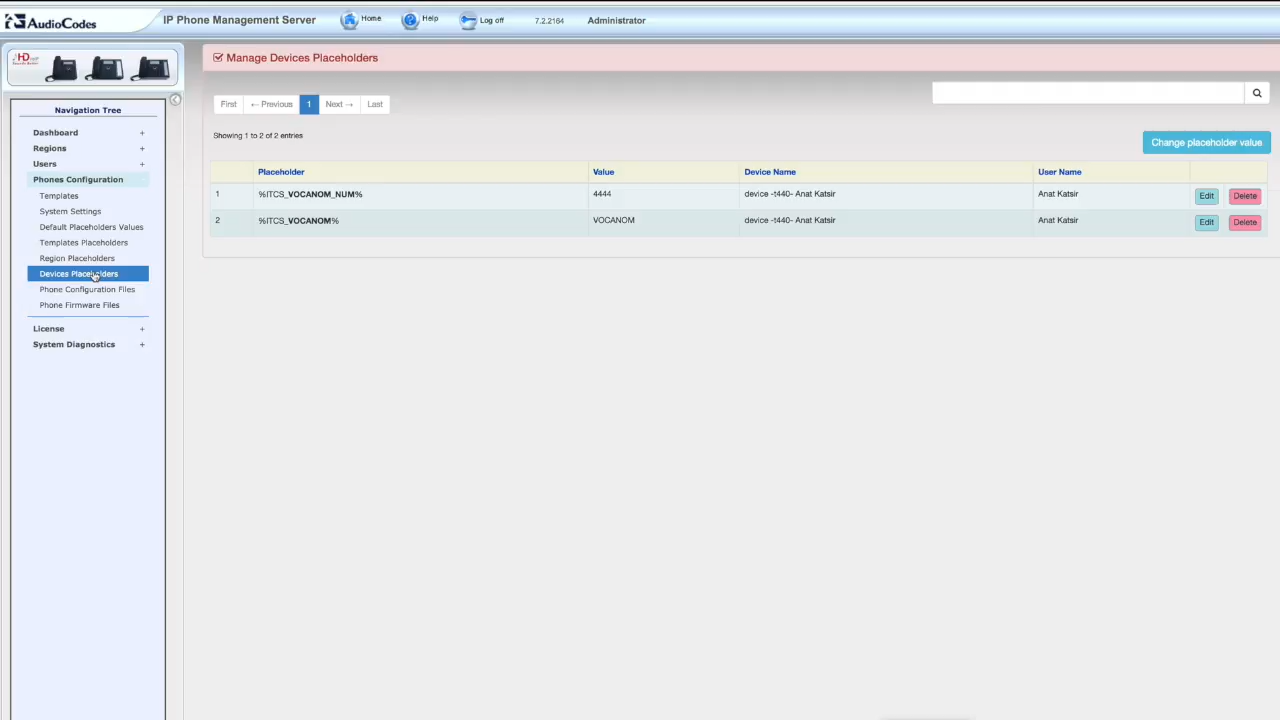 AudioCodes
IP Phone Management Server
Home
Help
Log off
7.2.2164
Administrator
HD
Navigation Tree
Dashboard +
Regions +
Users +
Phones Configuration
Templates
System Settings
Default Placeholders Values
Templates Placeholders
Region Placeholders
Devices Placeholders
Phone Configuration Files
Phone Firmware Files
License +
System Diagnostics +
Manage Devices Placeholders
First ← Previous 1 Next → Last
Showing 1 to 2 of 2 entries
Change placeholder value
Placeholder Value Device Name User Name
1 %ITCS_VOCANOM_NUM% 4444 device -t440- Anat Katsir Anat Katsir Edit Delete
2 %ITCS_VOCANOM% VOCANOM device -t440- Anat Katsir Anat Katsir Edit Delete